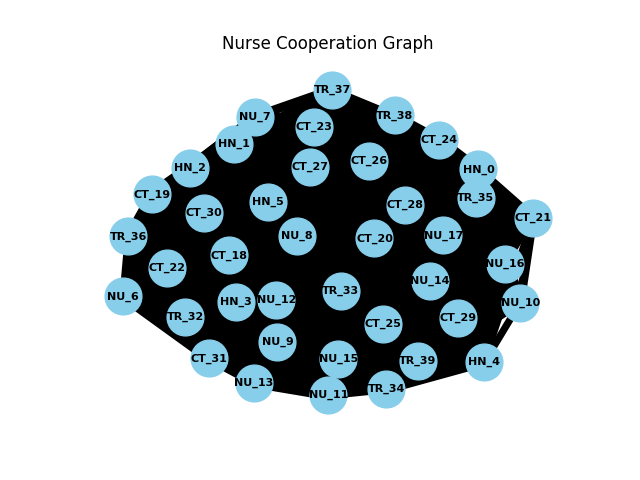 Nurse Cooperation Graph
TR_37
NU_7
TR_38
CT_23
CT_24
HN_1
CT_26
CT_27
HN_2
HN_0
CT_19
TR_35
HN_5
CT_28
CT_30
CT_21
TR_36
NU_8
CT_20
NU_17
CT_18
NU_16
CT_22
NU_14
TR_33
NU_6
NU_12
HN_3
NU_10
TR_32
CT_29
CT_25
NU_9
CT_31
NU_15
TR_39
HN_4
NU_13
TR_34
NU_11